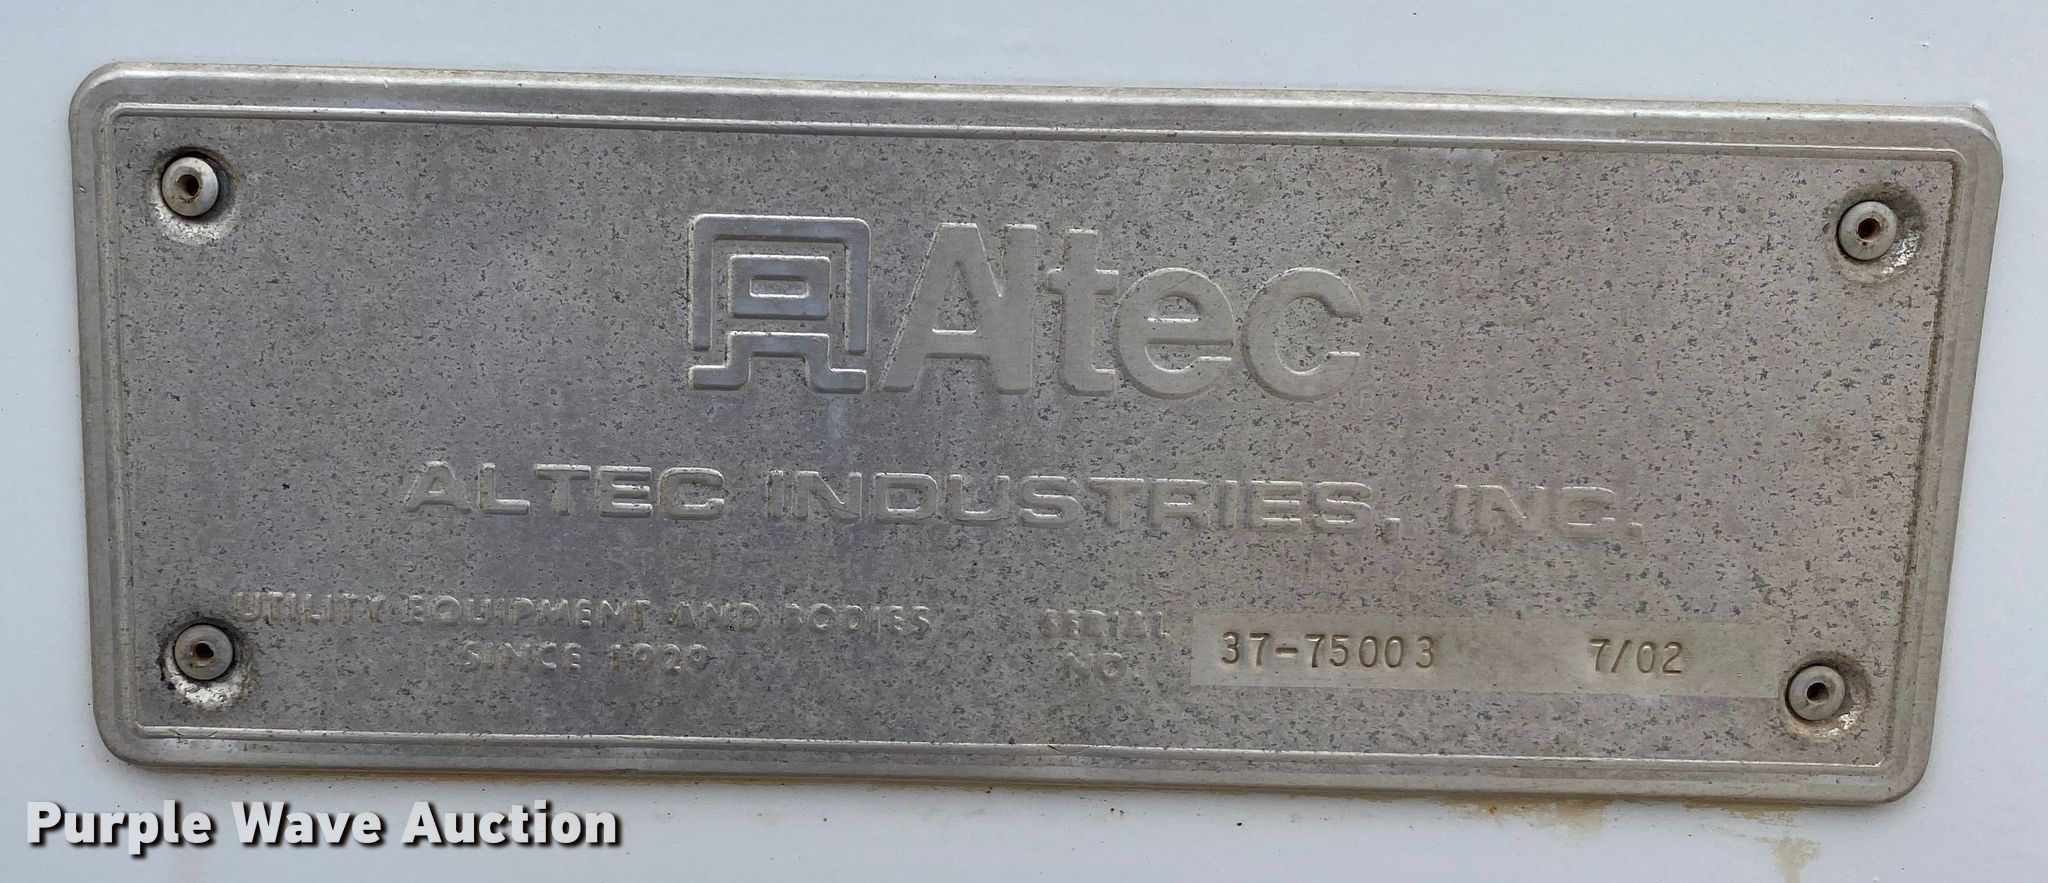 Altec
ALTEC INDUSTRIES, INC.
UTILITY EQUIPMENT AND BODIES
SINCE 1929
SERIAL
NO. 37-75003 7/02
Purple Wave Auction